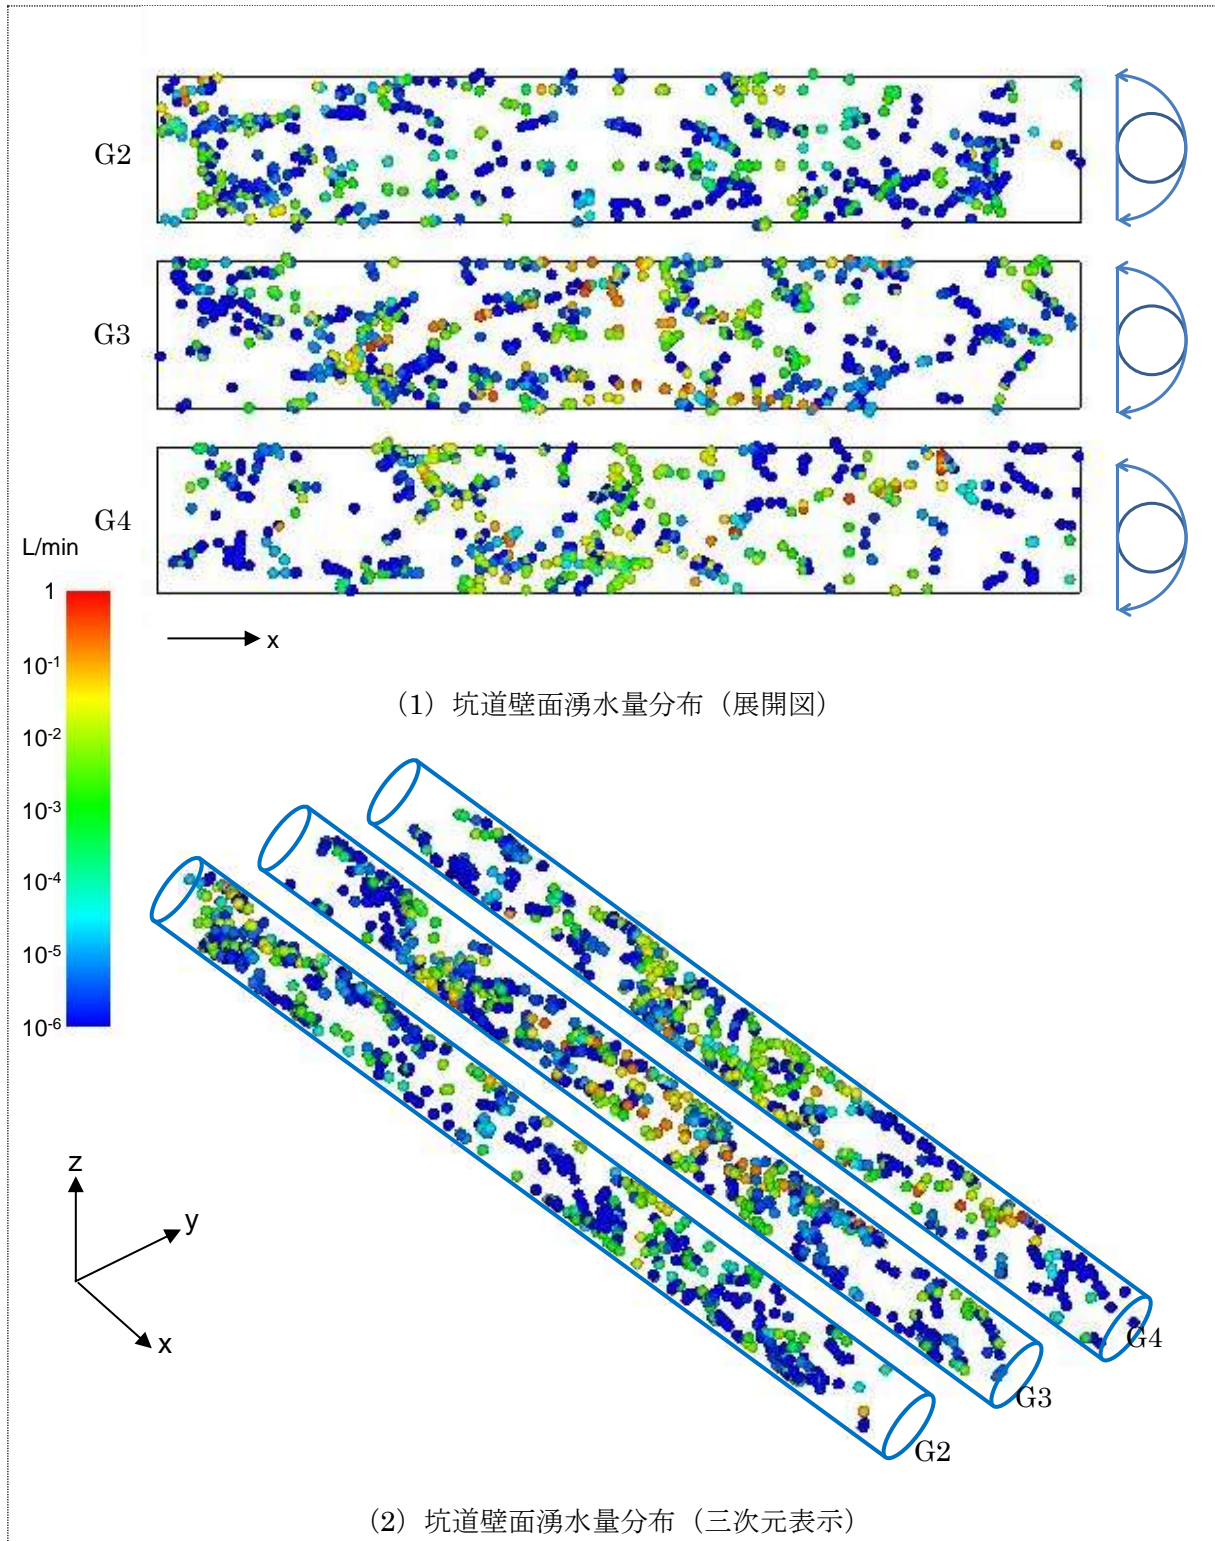 G2
G3
G4
L/min
1
10-1
10-2
10-3
10-4
10-5
10-6
x
(1) 坑道壁面湧水量分布（展開図）
z
y
x
G4
G3
G2
(2) 坑道壁面湧水量分布（三次元表示）